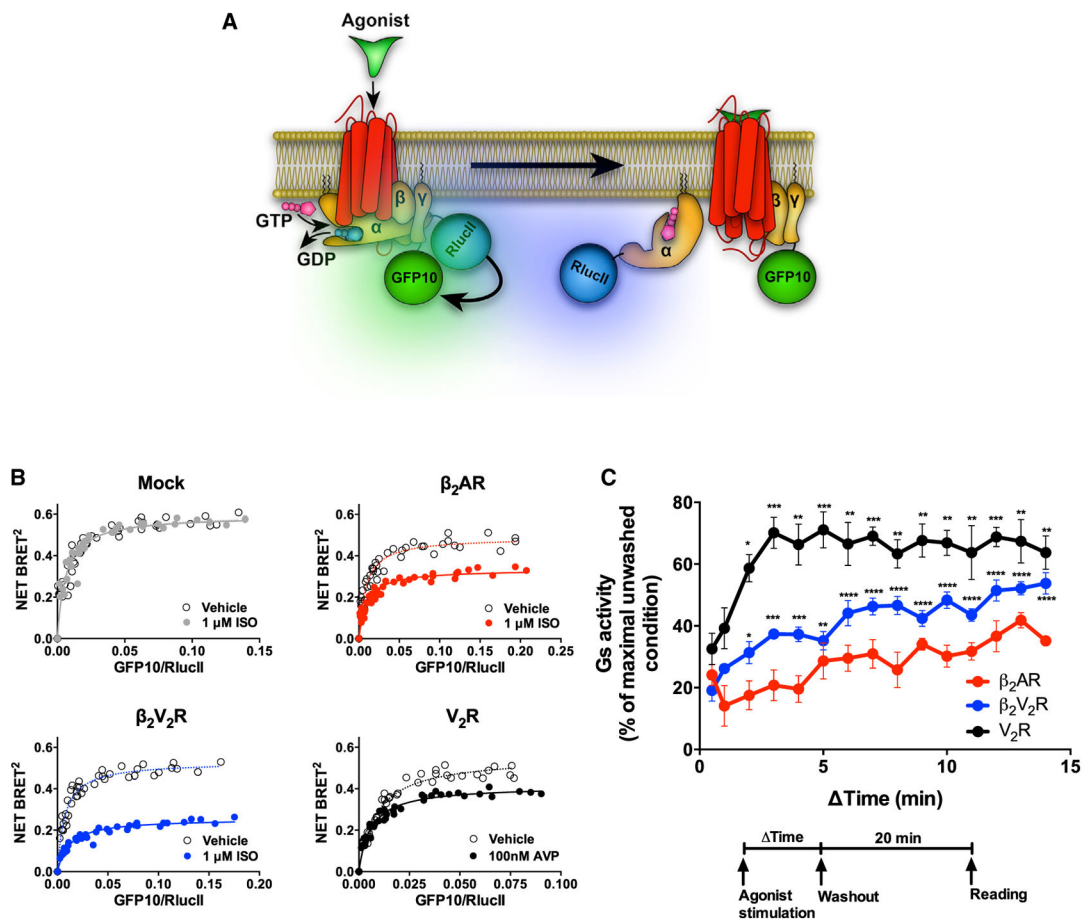 A
Agonist
β γ
GTP
α
GDP
RlucII
GFP10
α
RlucII
β γ
GFP10
B
Mock
NET BRET²
0.6
0.4
0.2
0.0
Vehicle
1 µM ISO
0.00 0.05 0.10 0.15
GFP10/RlucII
β₂AR
NET BRET²
0.6
0.4
0.2
0.0
Vehicle
1 µM ISO
0.00 0.05 0.10 0.15 0.20 0.25
GFP10/RlucII
β₂V₂R
NET BRET²
0.6
0.4
0.2
0.0
Vehicle
1 µM ISO
0.00 0.05 0.10 0.15 0.20
GFP10/RlucII
V₂R
NET BRET²
0.6
0.4
0.2
0.0
Vehicle
100nM AVP
0.000 0.025 0.050 0.075 0.100
GFP10/RlucII
C
Gs activity
(% of maximal unwashed
condition)
80
60
40
20
0
* *** ** *** ** *** ** ** ** ** *** ** **
* *** ** **** **** **** **** **** **** **** **** ****
β₂AR
β₂V₂R
V₂R
0 5 10 15
ΔTime (min)
ΔTime 20 min
Agonist
stimulation
Washout
Reading